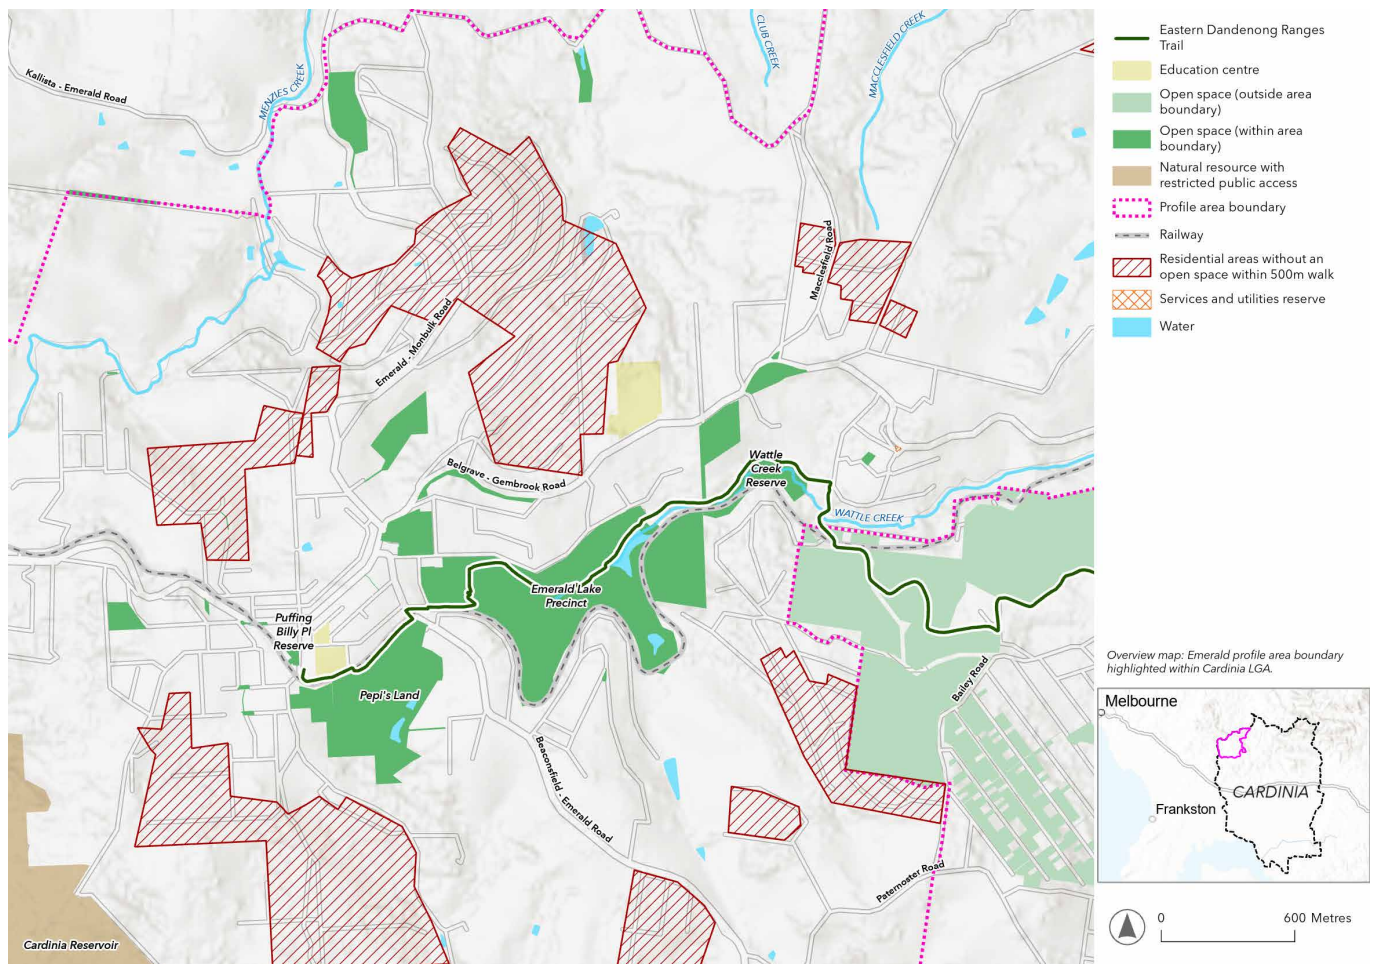 Kallista - Emerald Road
MENZIES CREEK
CLUB CREEK
MACCLESFIELD CREEK
Macclesfield Road
Emerald - Monbulk Road
Belgrave - Gembrook Road
Wattle
Creek
Reserve
WATTLE CREEK
Emerald Lake
Precinct
Puffing
Billy Pl
Reserve
Pepi's Land
Bailey Road
Beaconsfield - Emerald Road
Paternoster Road
Cardinia Reservoir
Eastern Dandenong Ranges
Trail
Education centre
Open space (outside area
boundary)
Open space (within area
boundary)
Natural resource with
restricted public access
Profile area boundary
Railway
Residential areas without an
open space within 500m walk
Services and utilities reserve
Water
Overview map: Emerald profile area boundary
highlighted within Cardinia LGA.
Melbourne
CARDINIA
Frankston
0 600 Metres